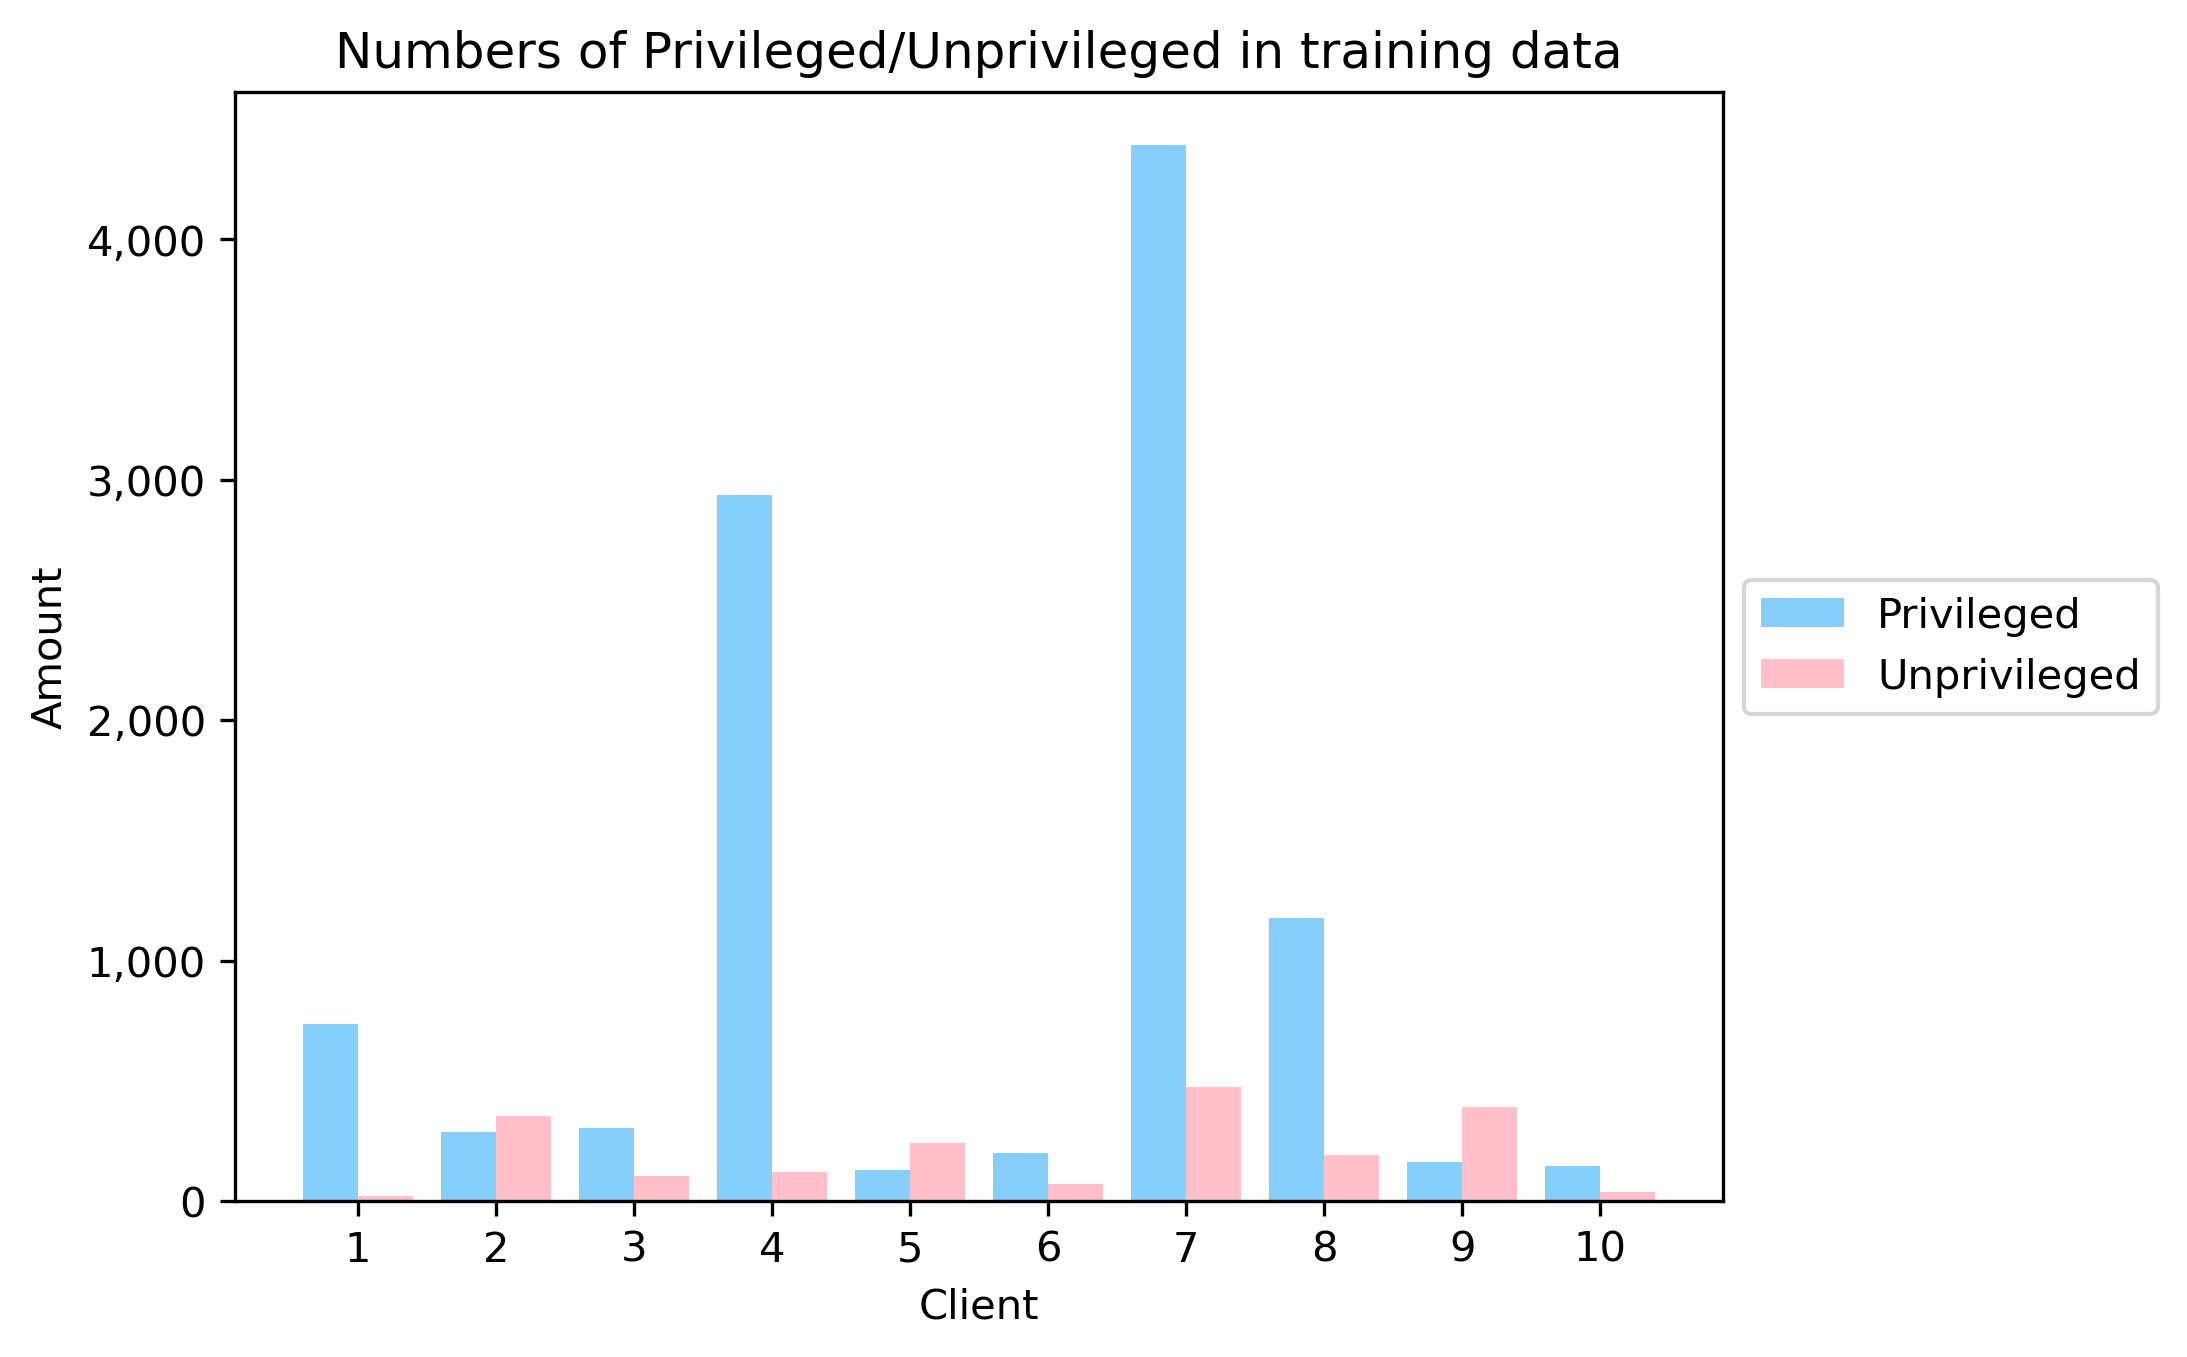 Numbers of Privileged/Unprivileged in training data
4,000
3,000
2,000
1,000
0
Amount
1 2 3 4 5 6 7 8 9 10
Client
Privileged
Unprivileged